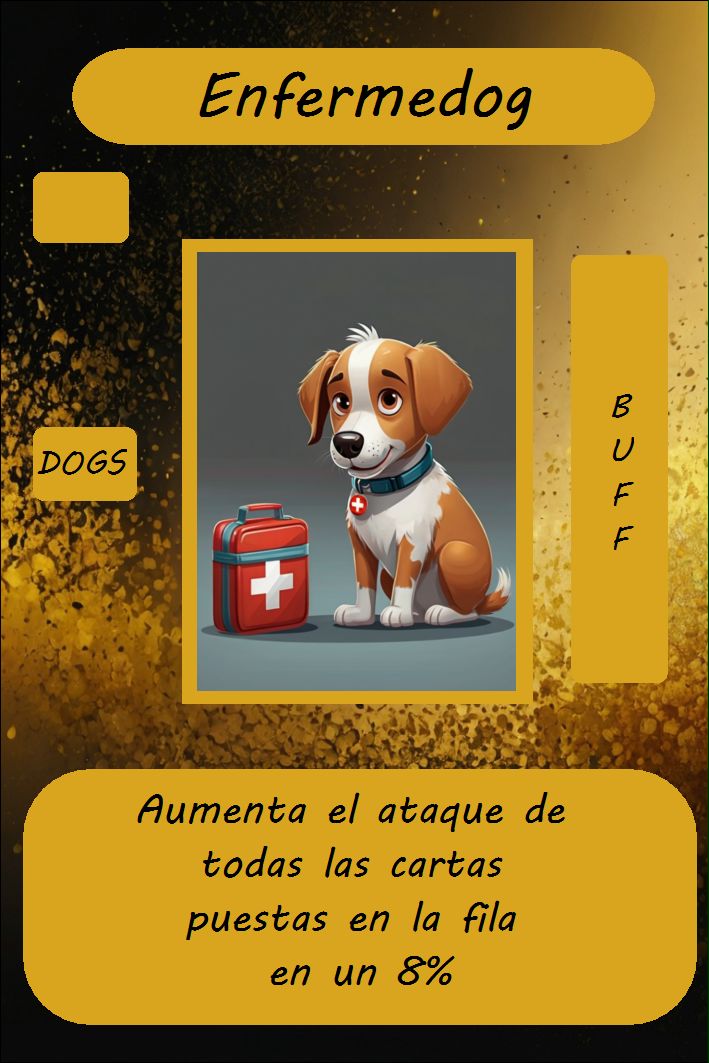 Enfermedog
DOGS
B
U
F
F
Aumenta el ataque de
todas las cartas
puestas en la fila
en un 8%